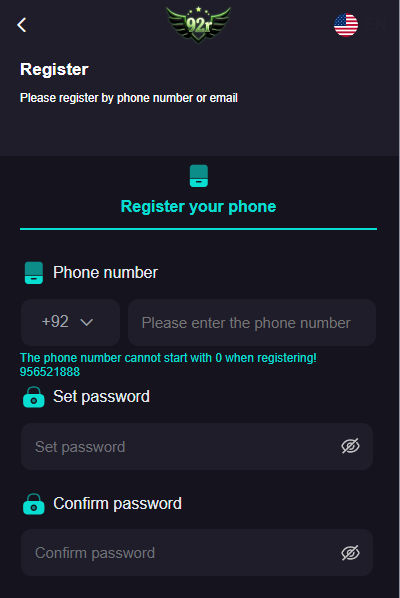 92r
Register
Please register by phone number or email
Register your phone
Phone number
+92
Please enter the phone number
The phone number cannot start with 0 when registering!
956521888
Set password
Set password
Confirm password
Confirm password